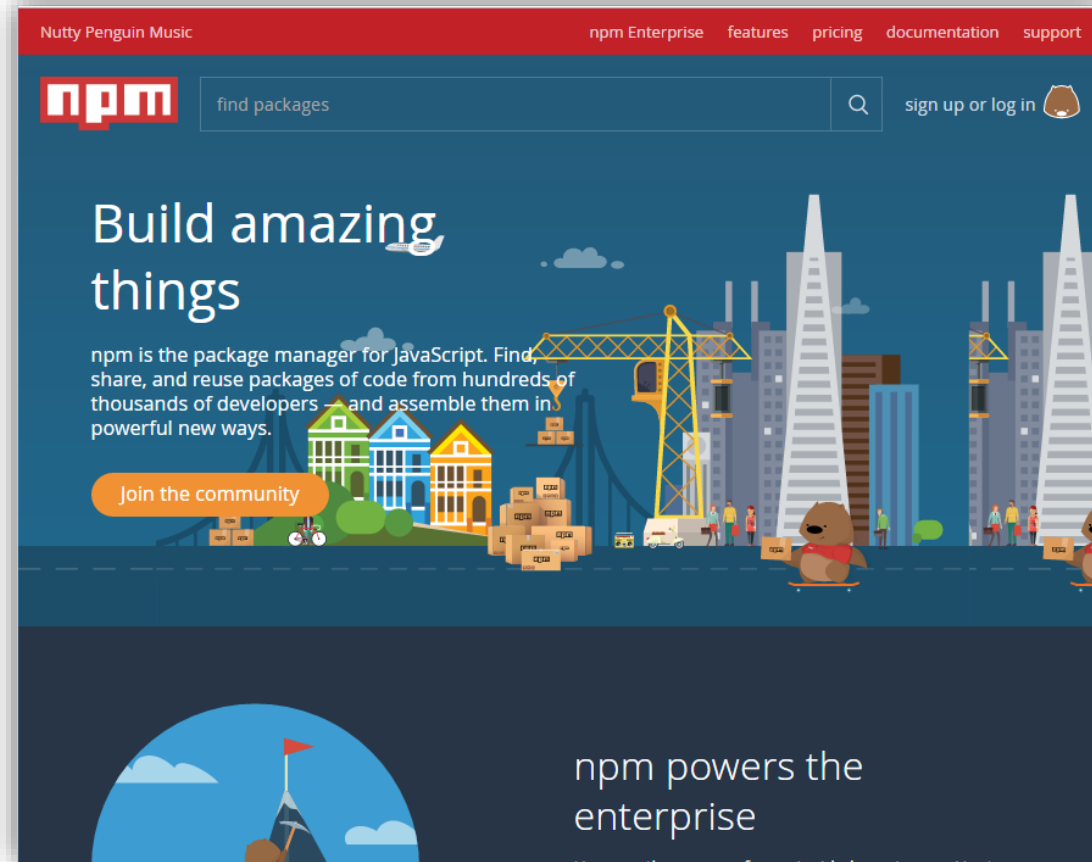 Nutty Penguin Music
npm Enterprise features pricing documentation support
npm
find packages
sign up or log in
Build amazing
things
npm is the package manager for JavaScript. Find,
share, and reuse packages of code from hundreds of
thousands of developers — and assemble them in
powerful new ways.
Join the community
npm powers the
enterprise